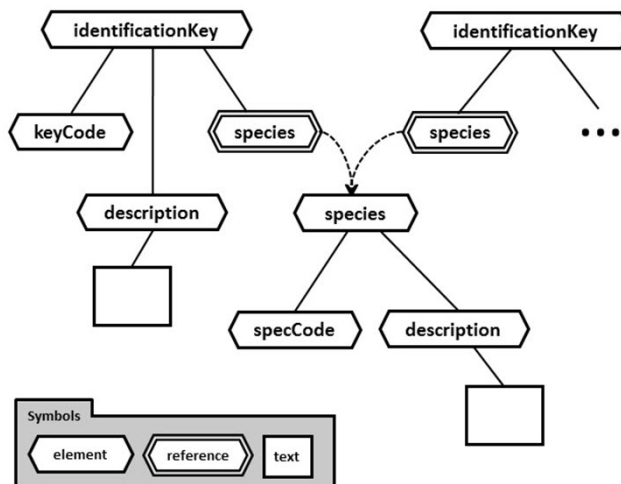 identificationKey
identificationKey
keyCode
species
species
...
description
species
specCode
description
Symbols
element
reference
text